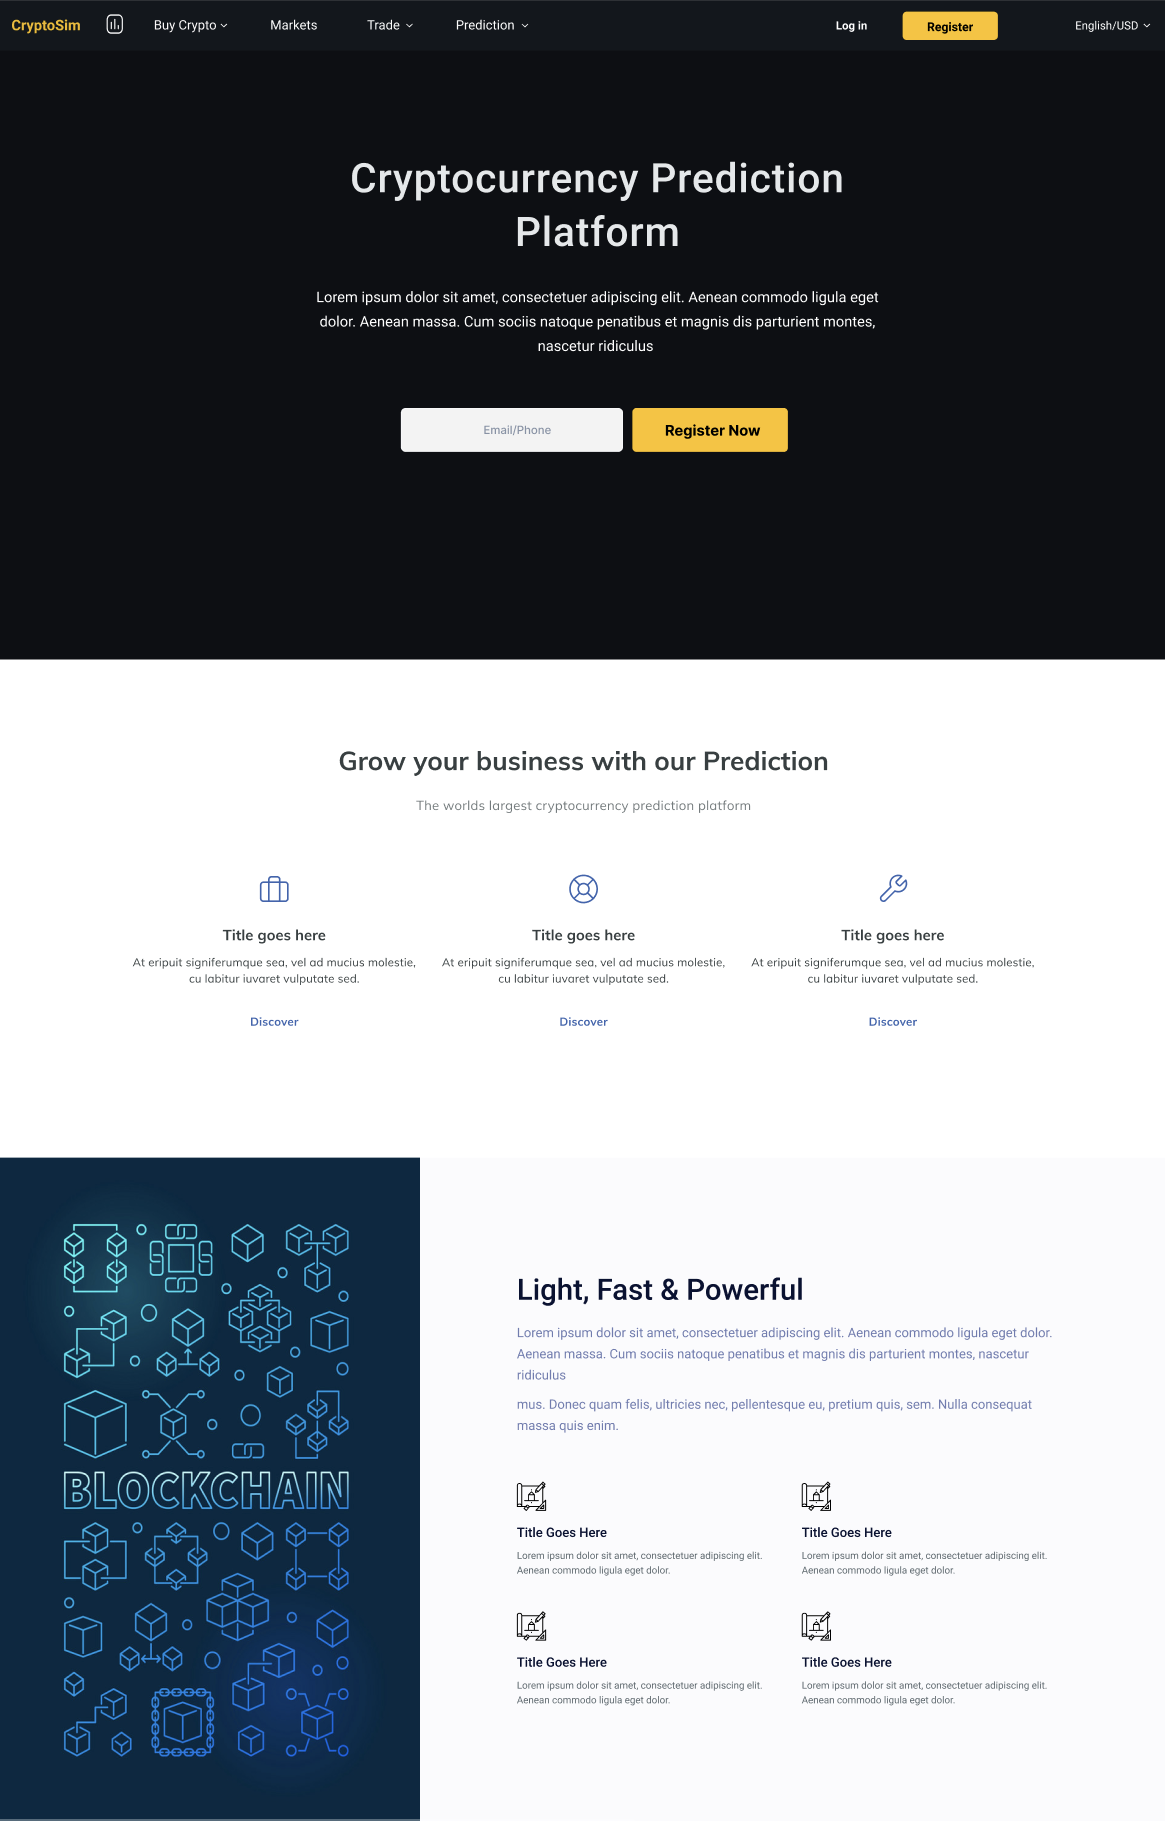 CryptoSim Buy Crypto Markets Trade Prediction Log in Register English/USD
Cryptocurrency Prediction
Platform
Lorem ipsum dolor sit amet, consectetuer adipiscing elit. Aenean commodo ligula eget
dolor. Aenean massa. Cum sociis natoque penatibus et magnis dis parturient montes,
nascetur ridiculus
Email/Phone Register Now
Grow your business with our Prediction
The worlds largest cryptocurrency prediction platform
Title goes here
At eripuit signiferumque sea, vel ad mucius molestie,
cu labitur iuvaret vulputate sed.
Discover
Title goes here
At eripuit signiferumque sea, vel ad mucius molestie,
cu labitur iuvaret vulputate sed.
Discover
Title goes here
At eripuit signiferumque sea, vel ad mucius molestie,
cu labitur iuvaret vulputate sed.
Discover
BLOCKCHAIN
Light, Fast & Powerful
Lorem ipsum dolor sit amet, consectetuer adipiscing elit. Aenean commodo ligula eget dolor.
Aenean massa. Cum sociis natoque penatibus et magnis dis parturient montes, nascetur
ridiculus
mus. Donec quam felis, ultricies nec, pellentesque eu, pretium quis, sem. Nulla consequat
massa quis enim.
Title Goes Here
Lorem ipsum dolor sit amet, consectetuer adipiscing elit.
Aenean commodo ligula eget dolor.
Title Goes Here
Lorem ipsum dolor sit amet, consectetuer adipiscing elit.
Aenean commodo ligula eget dolor.
Title Goes Here
Lorem ipsum dolor sit amet, consectetuer adipiscing elit.
Aenean commodo ligula eget dolor.
Title Goes Here
Lorem ipsum dolor sit amet, consectetuer adipiscing elit.
Aenean commodo ligula eget dolor.